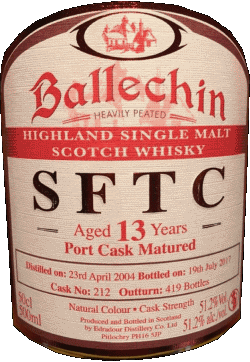 Ballechin
HEAVILY PEATED
HIGHLAND SINGLE MALT
SCOTCH WHISKY
SFTC
Aged 13 Years
Port Cask Matured
Distilled on: 23rd April 2004 Bottled on: 19th July 2017
Cask No: 212 Outturn: 419 Bottles
50cl Natural Colour • Cask Strength 51,2% Vol
500ml Produced and Bottled in Scotland 51.2% alc./vol
by Edradour Distillery Co. Ltd
Pitlochry PH16 5JP